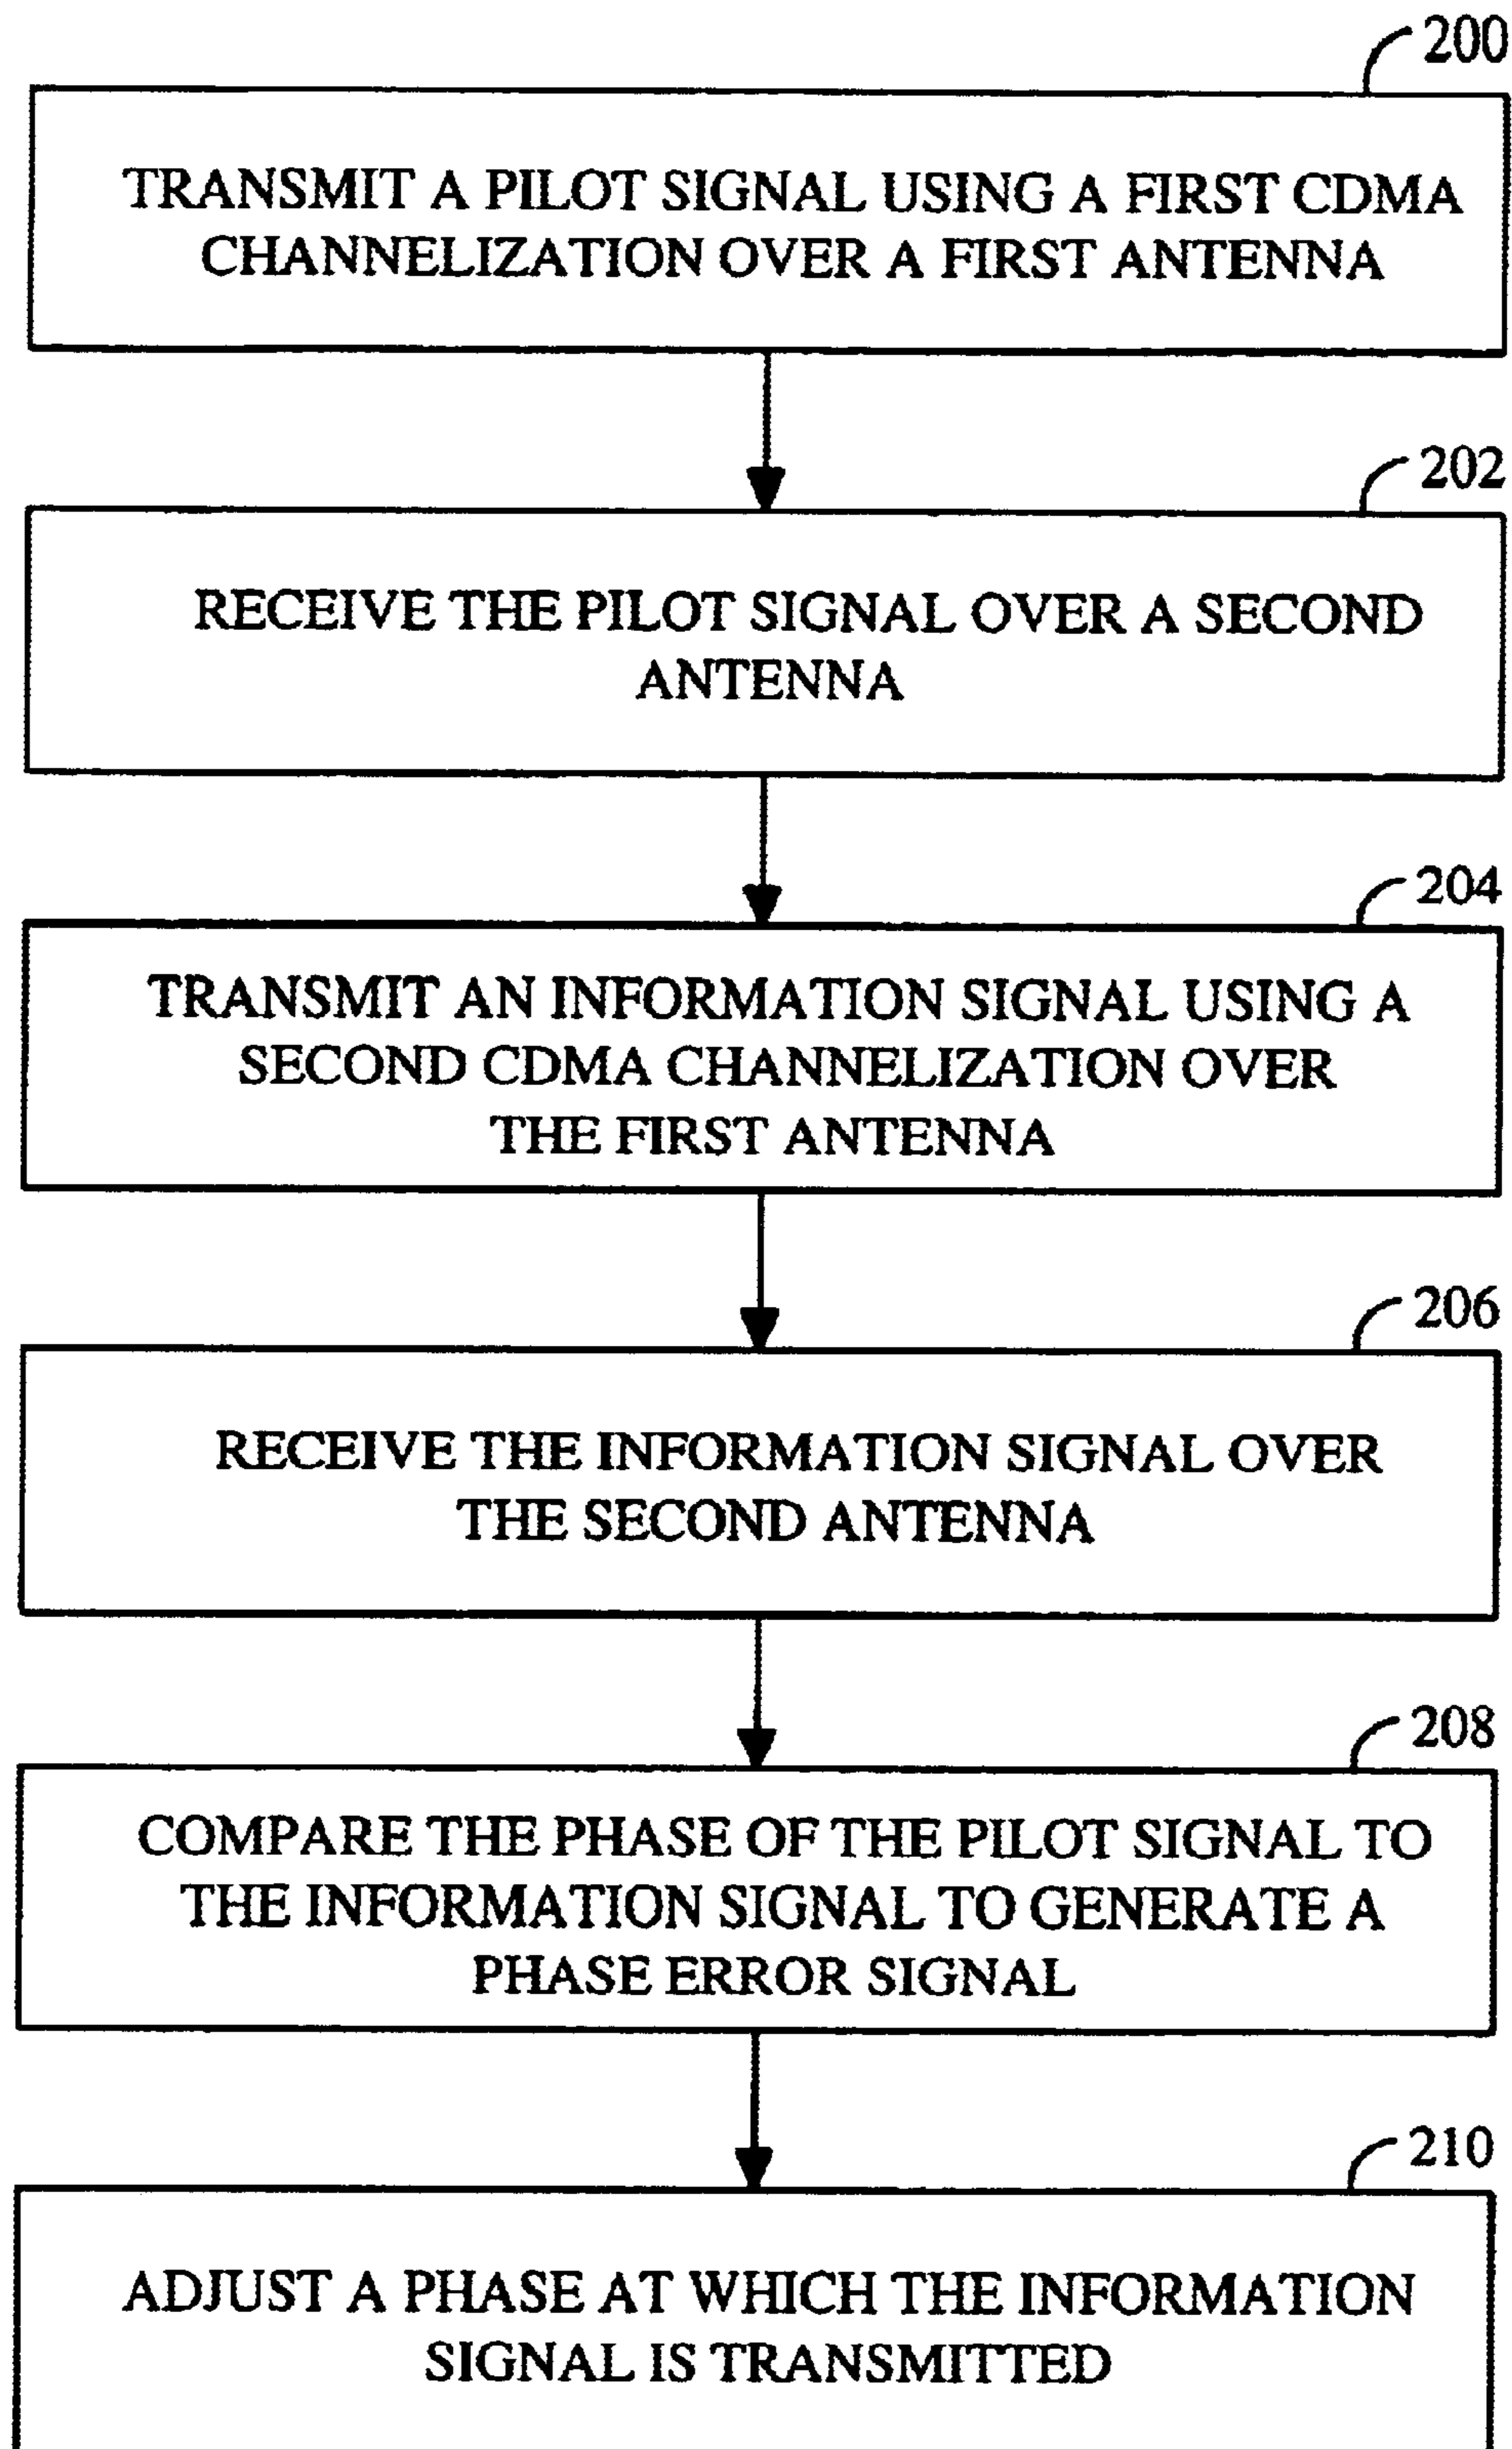 200
TRANSMIT A PILOT SIGNAL USING A FIRST CDMA
CHANNELIZATION OVER A FIRST ANTENNA
202
RECEIVE THE PILOT SIGNAL OVER A SECOND
ANTENNA
204
TRANSMIT AN INFORMATION SIGNAL USING A
SECOND CDMA CHANNELIZATION OVER
THE FIRST ANTENNA
206
RECEIVE THE INFORMATION SIGNAL OVER
THE SECOND ANTENNA
208
COMPARE THE PHASE OF THE PILOT SIGNAL TO
THE INFORMATION SIGNAL TO GENERATE A
PHASE ERROR SIGNAL
210
ADJUST A PHASE AT WHICH THE INFORMATION
SIGNAL IS TRANSMITTED